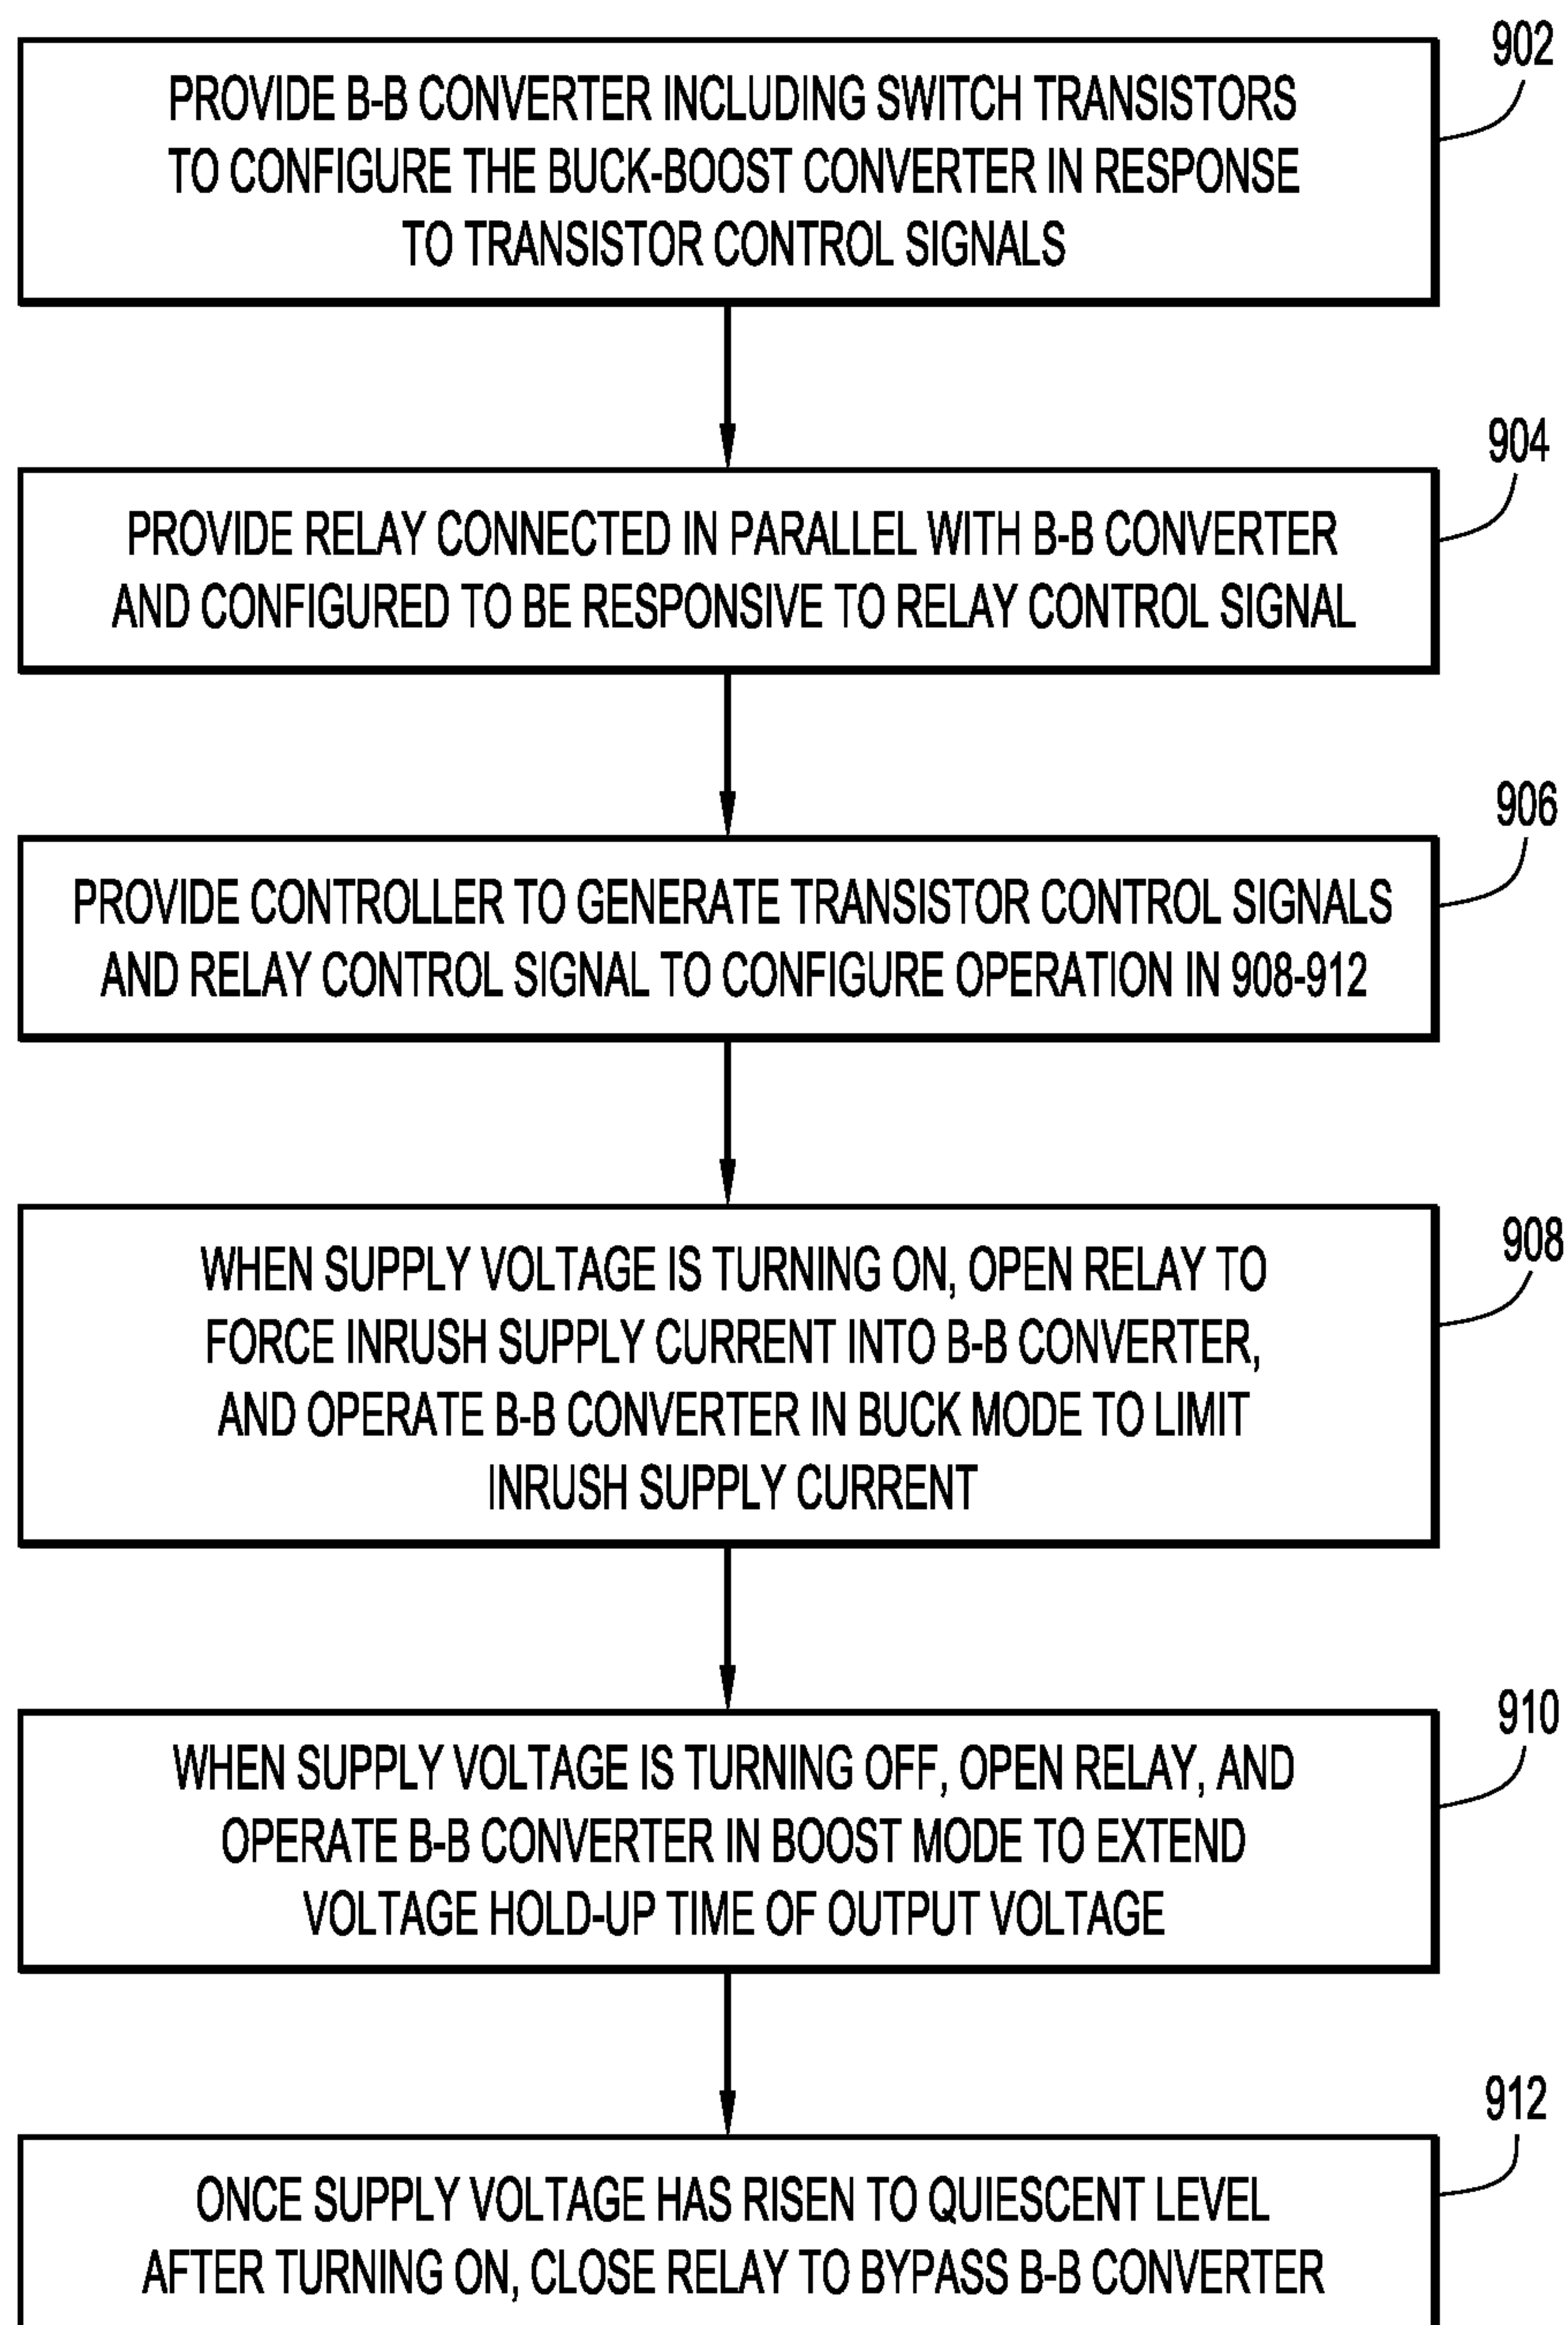 902
PROVIDE B-B CONVERTER INCLUDING SWITCH TRANSISTORS
TO CONFIGURE THE BUCK-BOOST CONVERTER IN RESPONSE
TO TRANSISTOR CONTROL SIGNALS
904
PROVIDE RELAY CONNECTED IN PARALLEL WITH B-B CONVERTER
AND CONFIGURED TO BE RESPONSIVE TO RELAY CONTROL SIGNAL
906
PROVIDE CONTROLLER TO GENERATE TRANSISTOR CONTROL SIGNALS
AND RELAY CONTROL SIGNAL TO CONFIGURE OPERATION IN 908-912
908
WHEN SUPPLY VOLTAGE IS TURNING ON, OPEN RELAY TO
FORCE INRUSH SUPPLY CURRENT INTO B-B CONVERTER,
AND OPERATE B-B CONVERTER IN BUCK MODE TO LIMIT
INRUSH SUPPLY CURRENT
910
WHEN SUPPLY VOLTAGE IS TURNING OFF, OPEN RELAY, AND
OPERATE B-B CONVERTER IN BOOST MODE TO EXTEND
VOLTAGE HOLD-UP TIME OF OUTPUT VOLTAGE
912
ONCE SUPPLY VOLTAGE HAS RISEN TO QUIESCENT LEVEL
AFTER TURNING ON, CLOSE RELAY TO BYPASS B-B CONVERTER